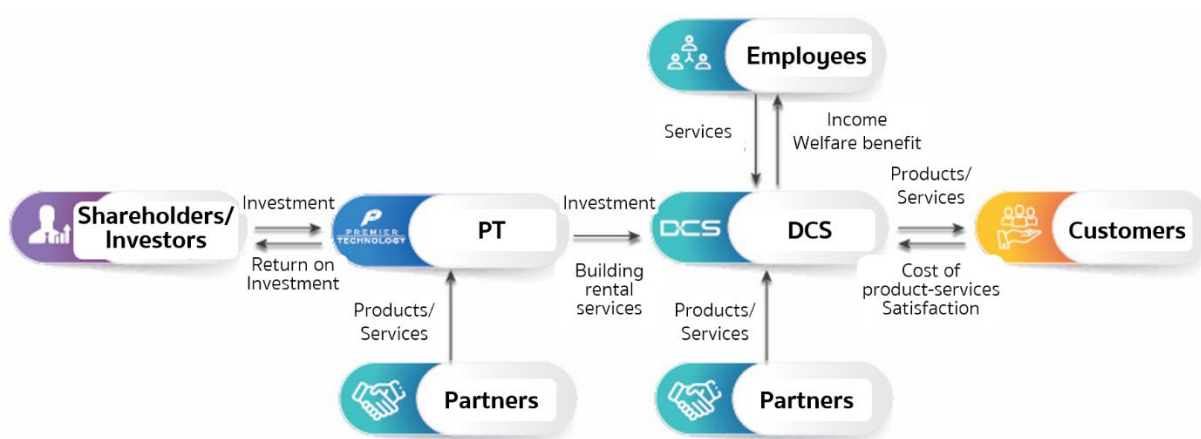 Employees
Services
Income
Welfare benefit
Products/
Services
Shareholders/
Investors
Investment
Return on
Investment
PREMIER
TECHNOLOGY
PT
Investment
Building
rental
services
DCS
DCS
Customers
Cost of
product-services
Satisfaction
Products/
Services
Products/
Services
Partners
Partners